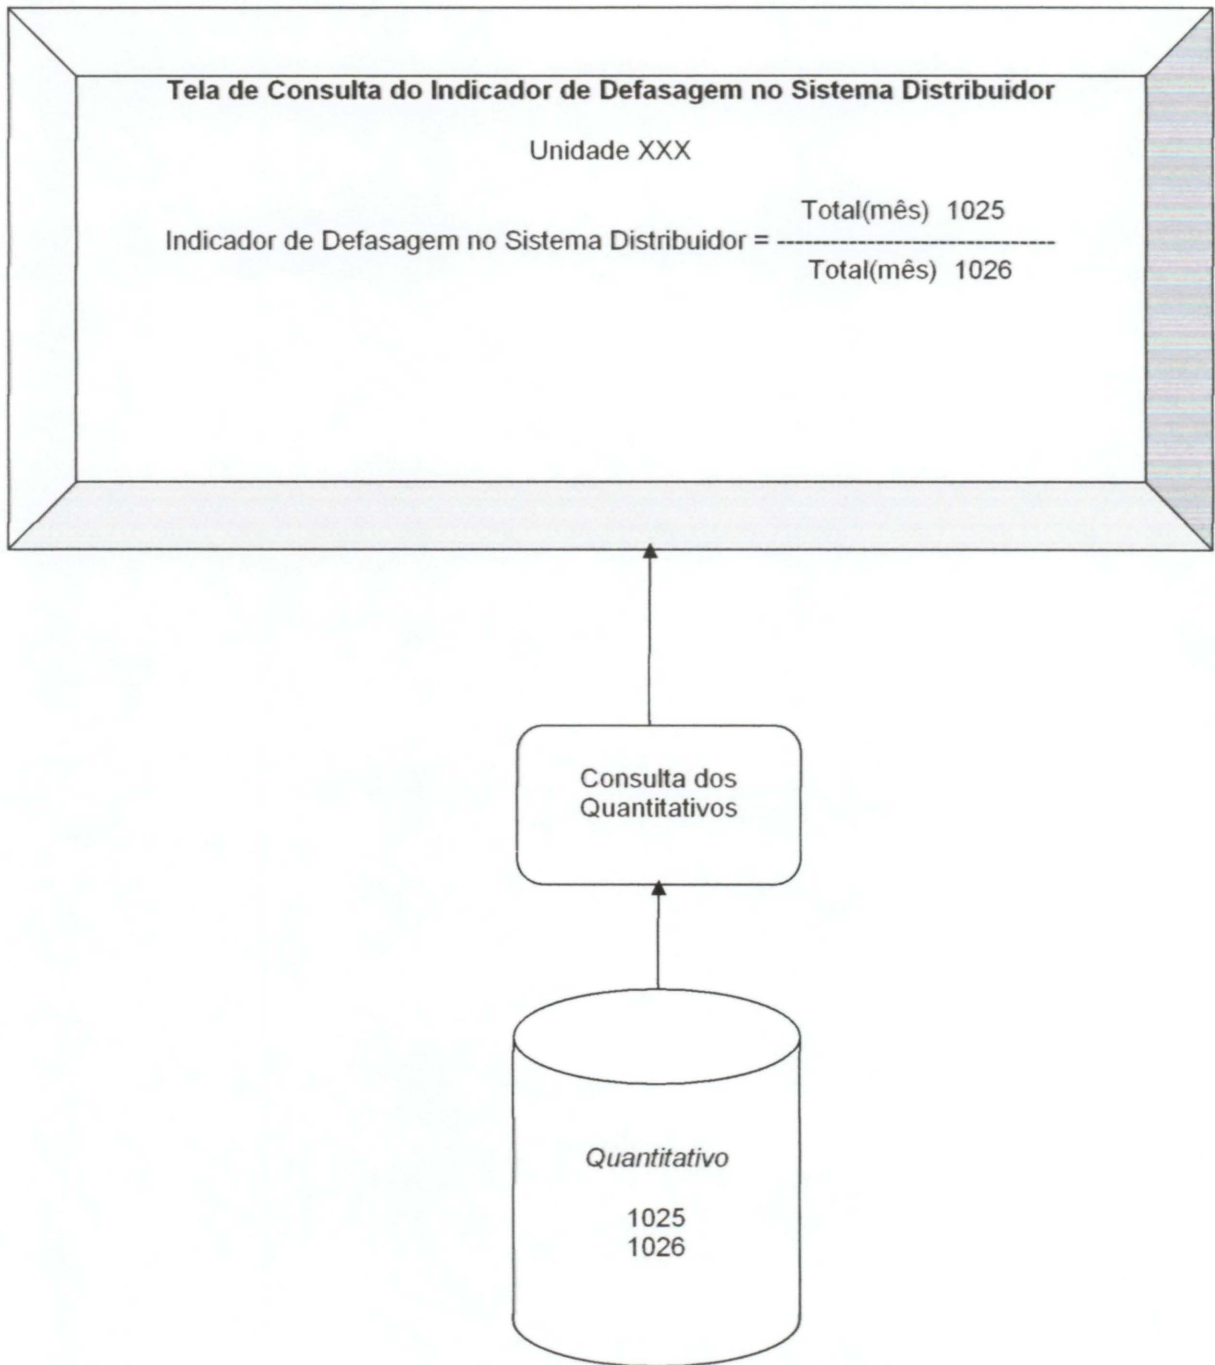 Tela de Consulta do Indicador de Defasagem no Sistema Distribuidor
Unidade XXX
Total(mês) 1025
Indicador de Defasagem no Sistema Distribuidor = -------------------------------
Total(mês) 1026
Consulta dos
Quantitativos
Quantitativo
1025
1026